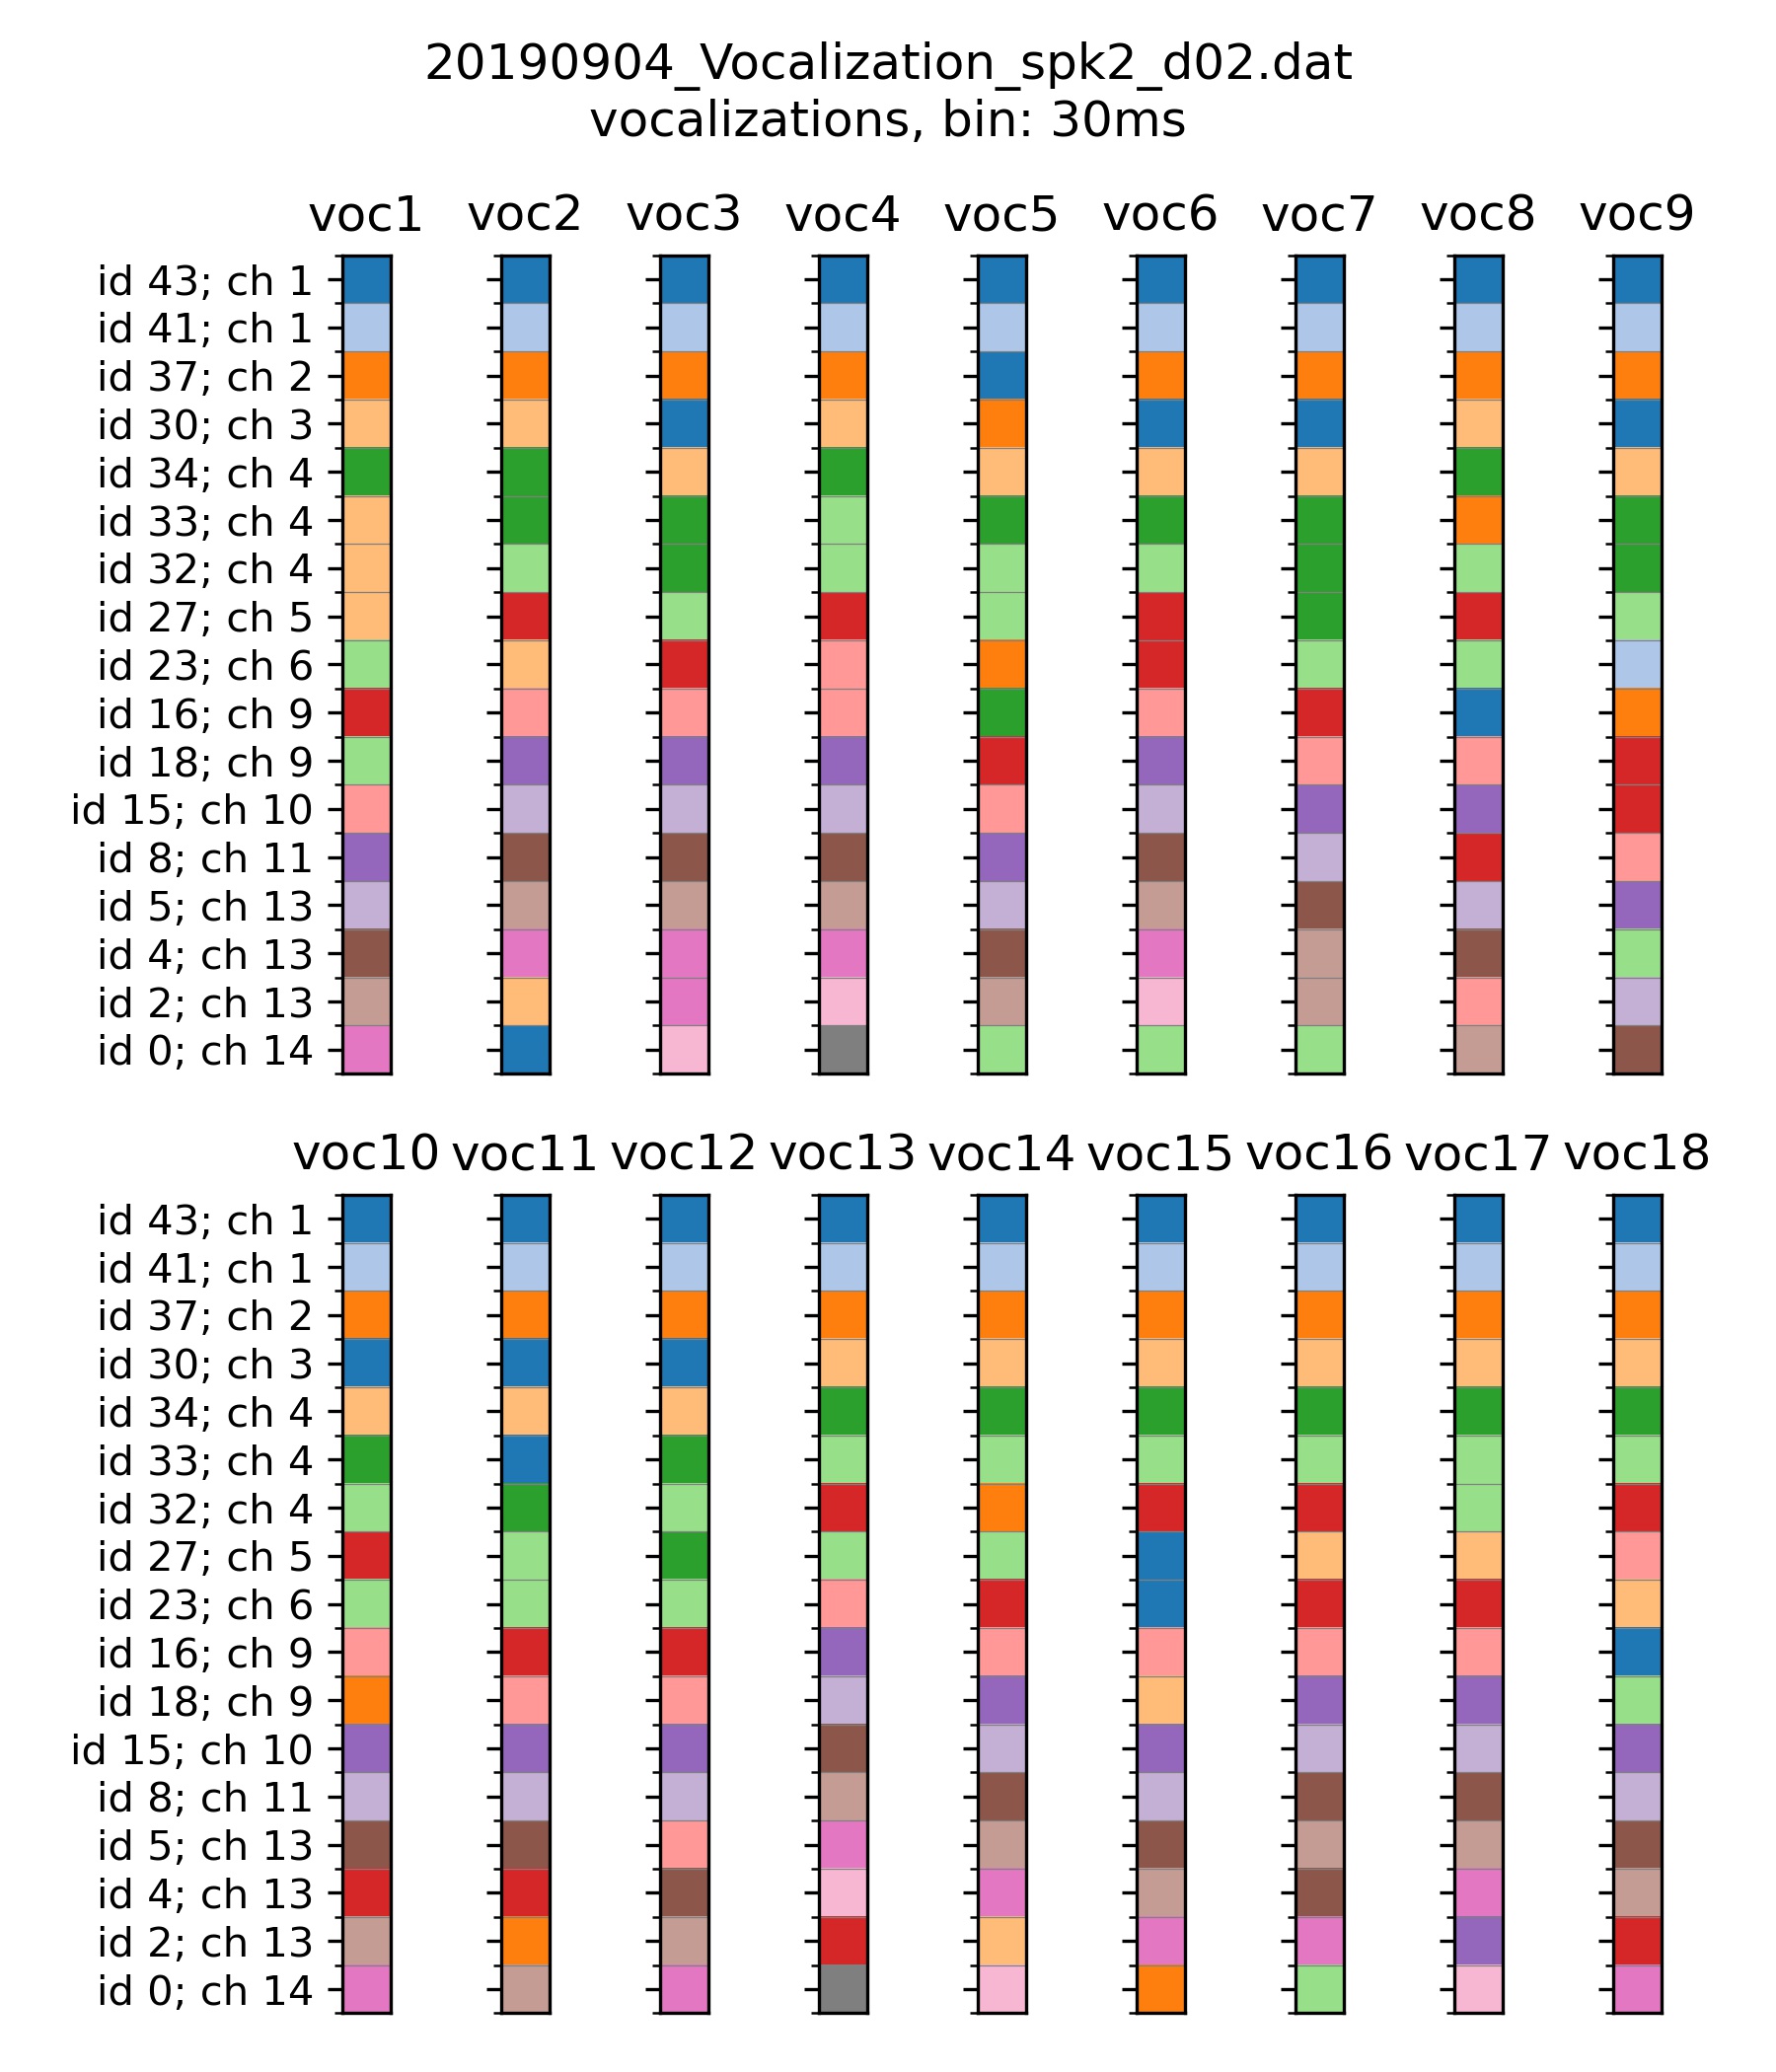 20190904_Vocalization_spk2_d02.dat
vocalizations, bin: 30ms
voc1 voc2 voc3 voc4 voc5 voc6 voc7 voc8 voc9
id 43; ch 1
id 41; ch 1
id 37; ch 2
id 30; ch 3
id 34; ch 4
id 33; ch 4
id 32; ch 4
id 27; ch 5
id 23; ch 6
id 16; ch 9
id 18; ch 9
id 15; ch 10
id 8; ch 11
id 5; ch 13
id 4; ch 13
id 2; ch 13
id 0; ch 14
voc10 voc11 voc12 voc13 voc14 voc15 voc16 voc17 voc18
id 43; ch 1
id 41; ch 1
id 37; ch 2
id 30; ch 3
id 34; ch 4
id 33; ch 4
id 32; ch 4
id 27; ch 5
id 23; ch 6
id 16; ch 9
id 18; ch 9
id 15; ch 10
id 8; ch 11
id 5; ch 13
id 4; ch 13
id 2; ch 13
id 0; ch 14